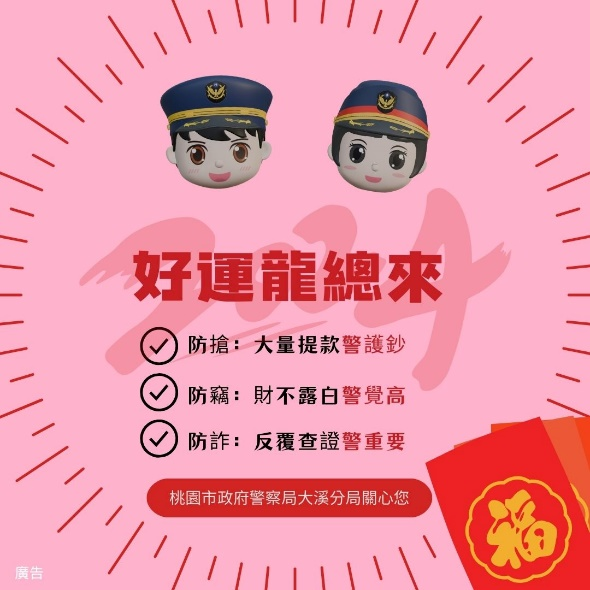 2024
好運龍總來
防搶：大量提款警護鈔
防竊：財不露白警覺高
防詐：反覆查證警重要
桃園市政府警察局大溪分局關心您
福
廣告